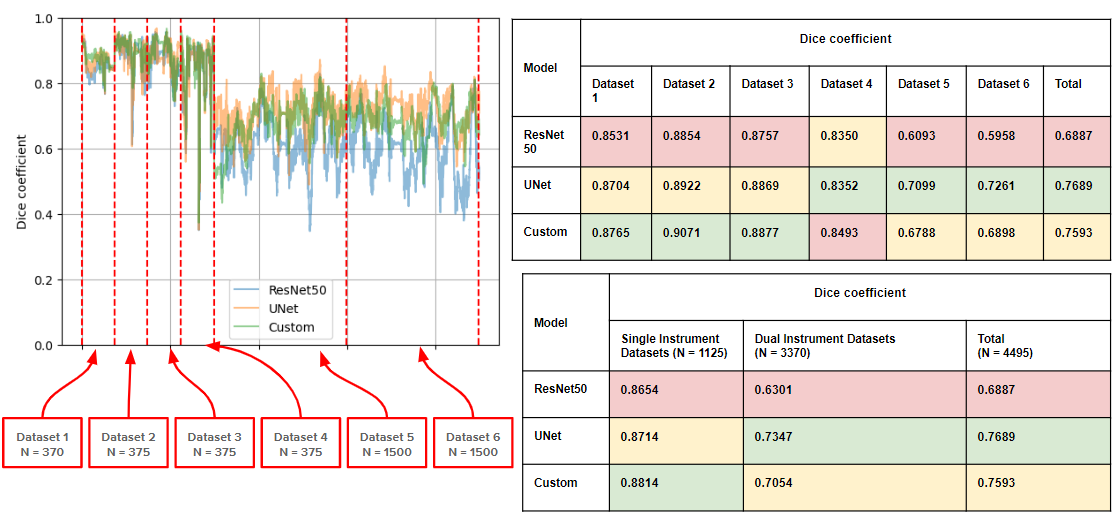 1.0
0.8
0.6
0.4
0.2
0.0
Dice coefficient
ResNet50
UNet
Custom
Dataset 1
N = 370
Dataset 2
N = 375
Dataset 3
N = 375
Dataset 4
N = 375
Dataset 5
N = 1500
Dataset 6
N = 1500
Model
Dice coefficient
Dataset
1
Dataset 2
Dataset 3
Dataset 4
Dataset 5
Dataset 6
Total
ResNet
50
0.8531
0.8854
0.8757
0.8350
0.6093
0.5958
0.6887
UNet
0.8704
0.8922
0.8869
0.8352
0.7099
0.7261
0.7689
Custom
0.8765
0.9071
0.8877
0.8493
0.6788
0.6898
0.7593
Model
Dice coefficient
Single Instrument
Datasets (N = 1125)
Dual Instrument Datasets
(N = 3370)
Total
(N = 4495)
ResNet50
0.8654
0.6301
0.6887
UNet
0.8714
0.7347
0.7689
Custom
0.8814
0.7054
0.7593